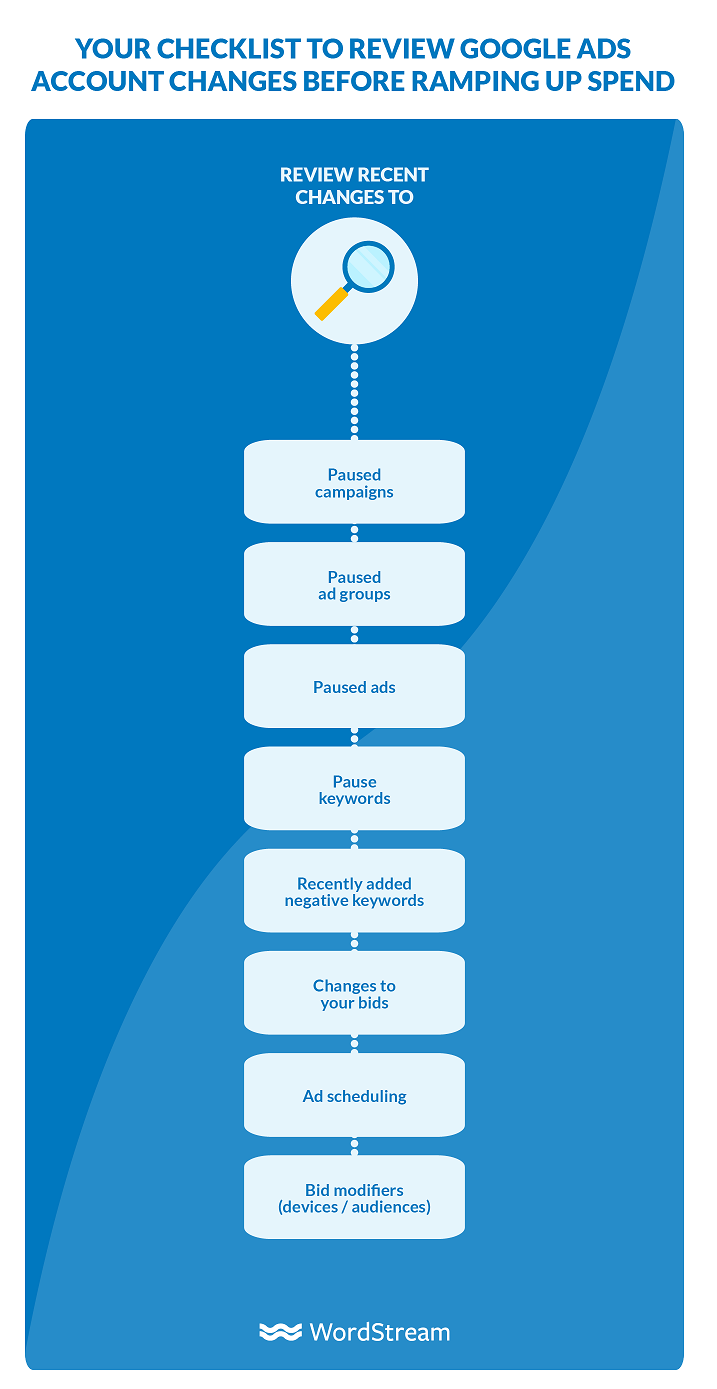 YOUR CHECKLIST TO REVIEW GOOGLE ADS
ACCOUNT CHANGES BEFORE RAMPING UP SPEND
REVIEW RECENT
CHANGES TO
Paused
campaigns
Paused
ad groups
Paused ads
Pause
keywords
Recently added
negative keywords
Changes to
your bids
Ad scheduling
Bid modifiers
(devices / audiences)
WordStream